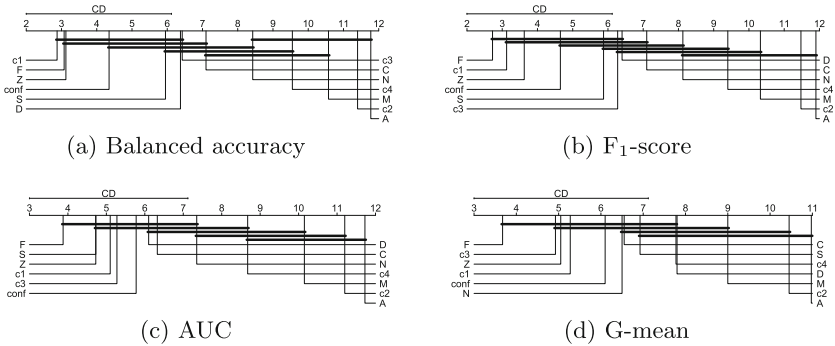 CD
2 3 4 5 6 7 8 9 10 11 12
c1 c3
F C
Z N
conf c4
S M
D c2
A
(a) Balanced accuracy
CD
2 3 4 5 6 7 8 9 10 11 12
F D
c1 C
Z N
conf c4
S M
c3 c2
A
(b) F₁-score
CD
3 4 5 6 7 8 9 10 11 12
F D
S C
Z N
c1 c4
c3 M
conf c2
A
(c) AUC
CD
3 4 5 6 7 8 9 10 11
F C
c3 S
Z c4
c1 D
conf M
N c2
A
(d) G-mean